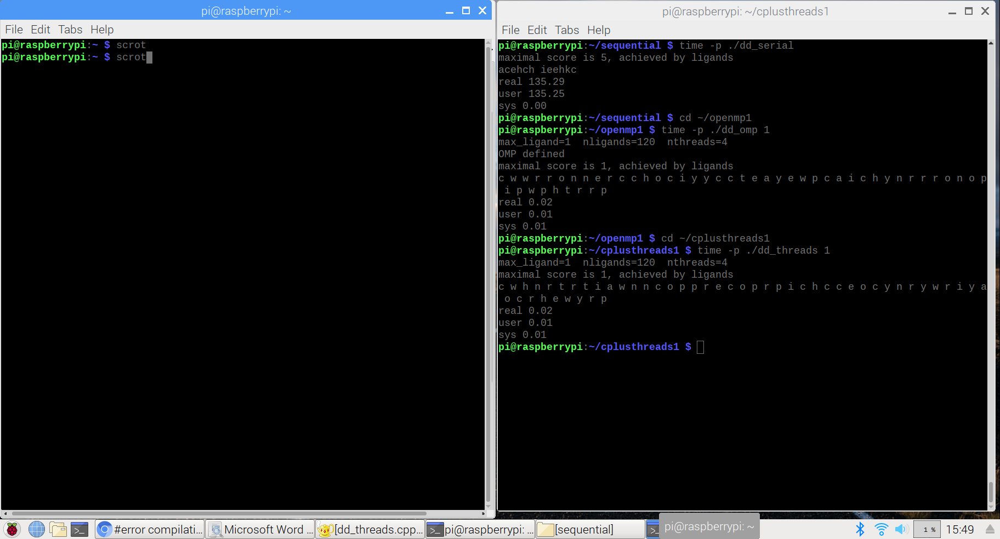 pi@raspberrypi: ~
File Edit Tabs Help
pi@raspberrypi:~ $ scrot
pi@raspberrypi:~ $ scrot
pi@raspberrypi: ~/cplusthreads1
File Edit Tabs Help
pi@raspberrypi:~/sequential $ time -p ./dd_serial
maximal score is 5, achieved by ligands
acehch ieehkc
real 135.29
user 135.25
sys 0.00
pi@raspberrypi:~/sequential $ cd ~/openmp1
pi@raspberrypi:~/openmp1 $ time -p ./dd_omp 1
max_ligand=1  nligands=120  nthreads=4
OMP defined
maximal score is 1, achieved by ligands
c w w r r o n n e r c c h o c i y y c c t e a y e w p c a i c h y n r r r o n o p
 i p w p h t r r p
real 0.02
user 0.01
sys 0.01
pi@raspberrypi:~/openmp1 $ cd ~/cplusthreads1
pi@raspberrypi:~/cplusthreads1 $ time -p ./dd_threads 1
max_ligand=1  nligands=120  nthreads=4
maximal score is 1, achieved by ligands
c w h n r t r t i a w n n c o p p r e c o p r p i c h c c e o c y n r y w r i y a
 o c r h e w y r p
real 0.02
user 0.01
sys 0.01
pi@raspberrypi:~/cplusthreads1 $
#error compilati... Microsoft Word ... [dd_threads.cpp... pi@raspberrypi: ... [sequential] pi@raspberrypi: ~ 1 % 15:49